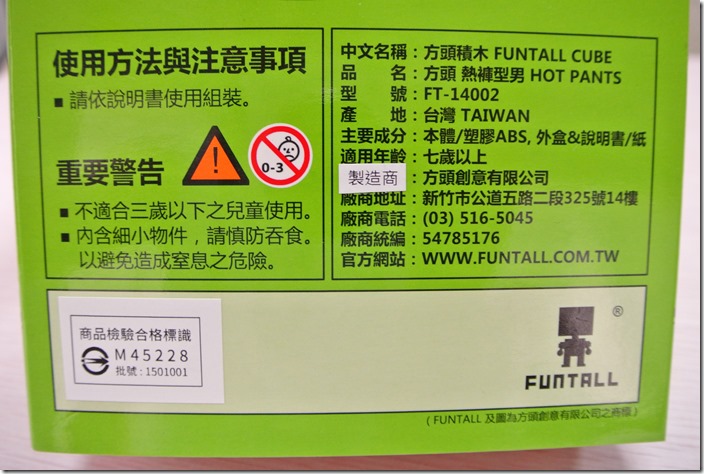 使用方法與注意事項
■ 請依說明書使用組裝。
重要警告
!
0-3
■ 不適合三歲以下之兒童使用。
■ 內含細小物件，請慎防吞食。
以避免造成窒息之危險。
中文名稱：方頭積木 FUNTALL CUBE
品　　名：方頭 熱褲型男 HOT PANTS
型　　號：FT-14002
產　　地：台灣 TAIWAN
主要成分：本體/塑膠ABS, 外盒&說明書/紙
適用年齡：七歲以上
製造商：方頭創意有限公司
廠商地址：新竹市公道五路二段325號14樓
廠商電話：(03) 516-5045
廠商統編：54785176
官方網站：WWW.FUNTALL.COM.TW
商品檢驗合格標識
M45228
批號:1501001
®
FUNTALL
(FUNTALL 及圖為方頭創意有限公司之商標)